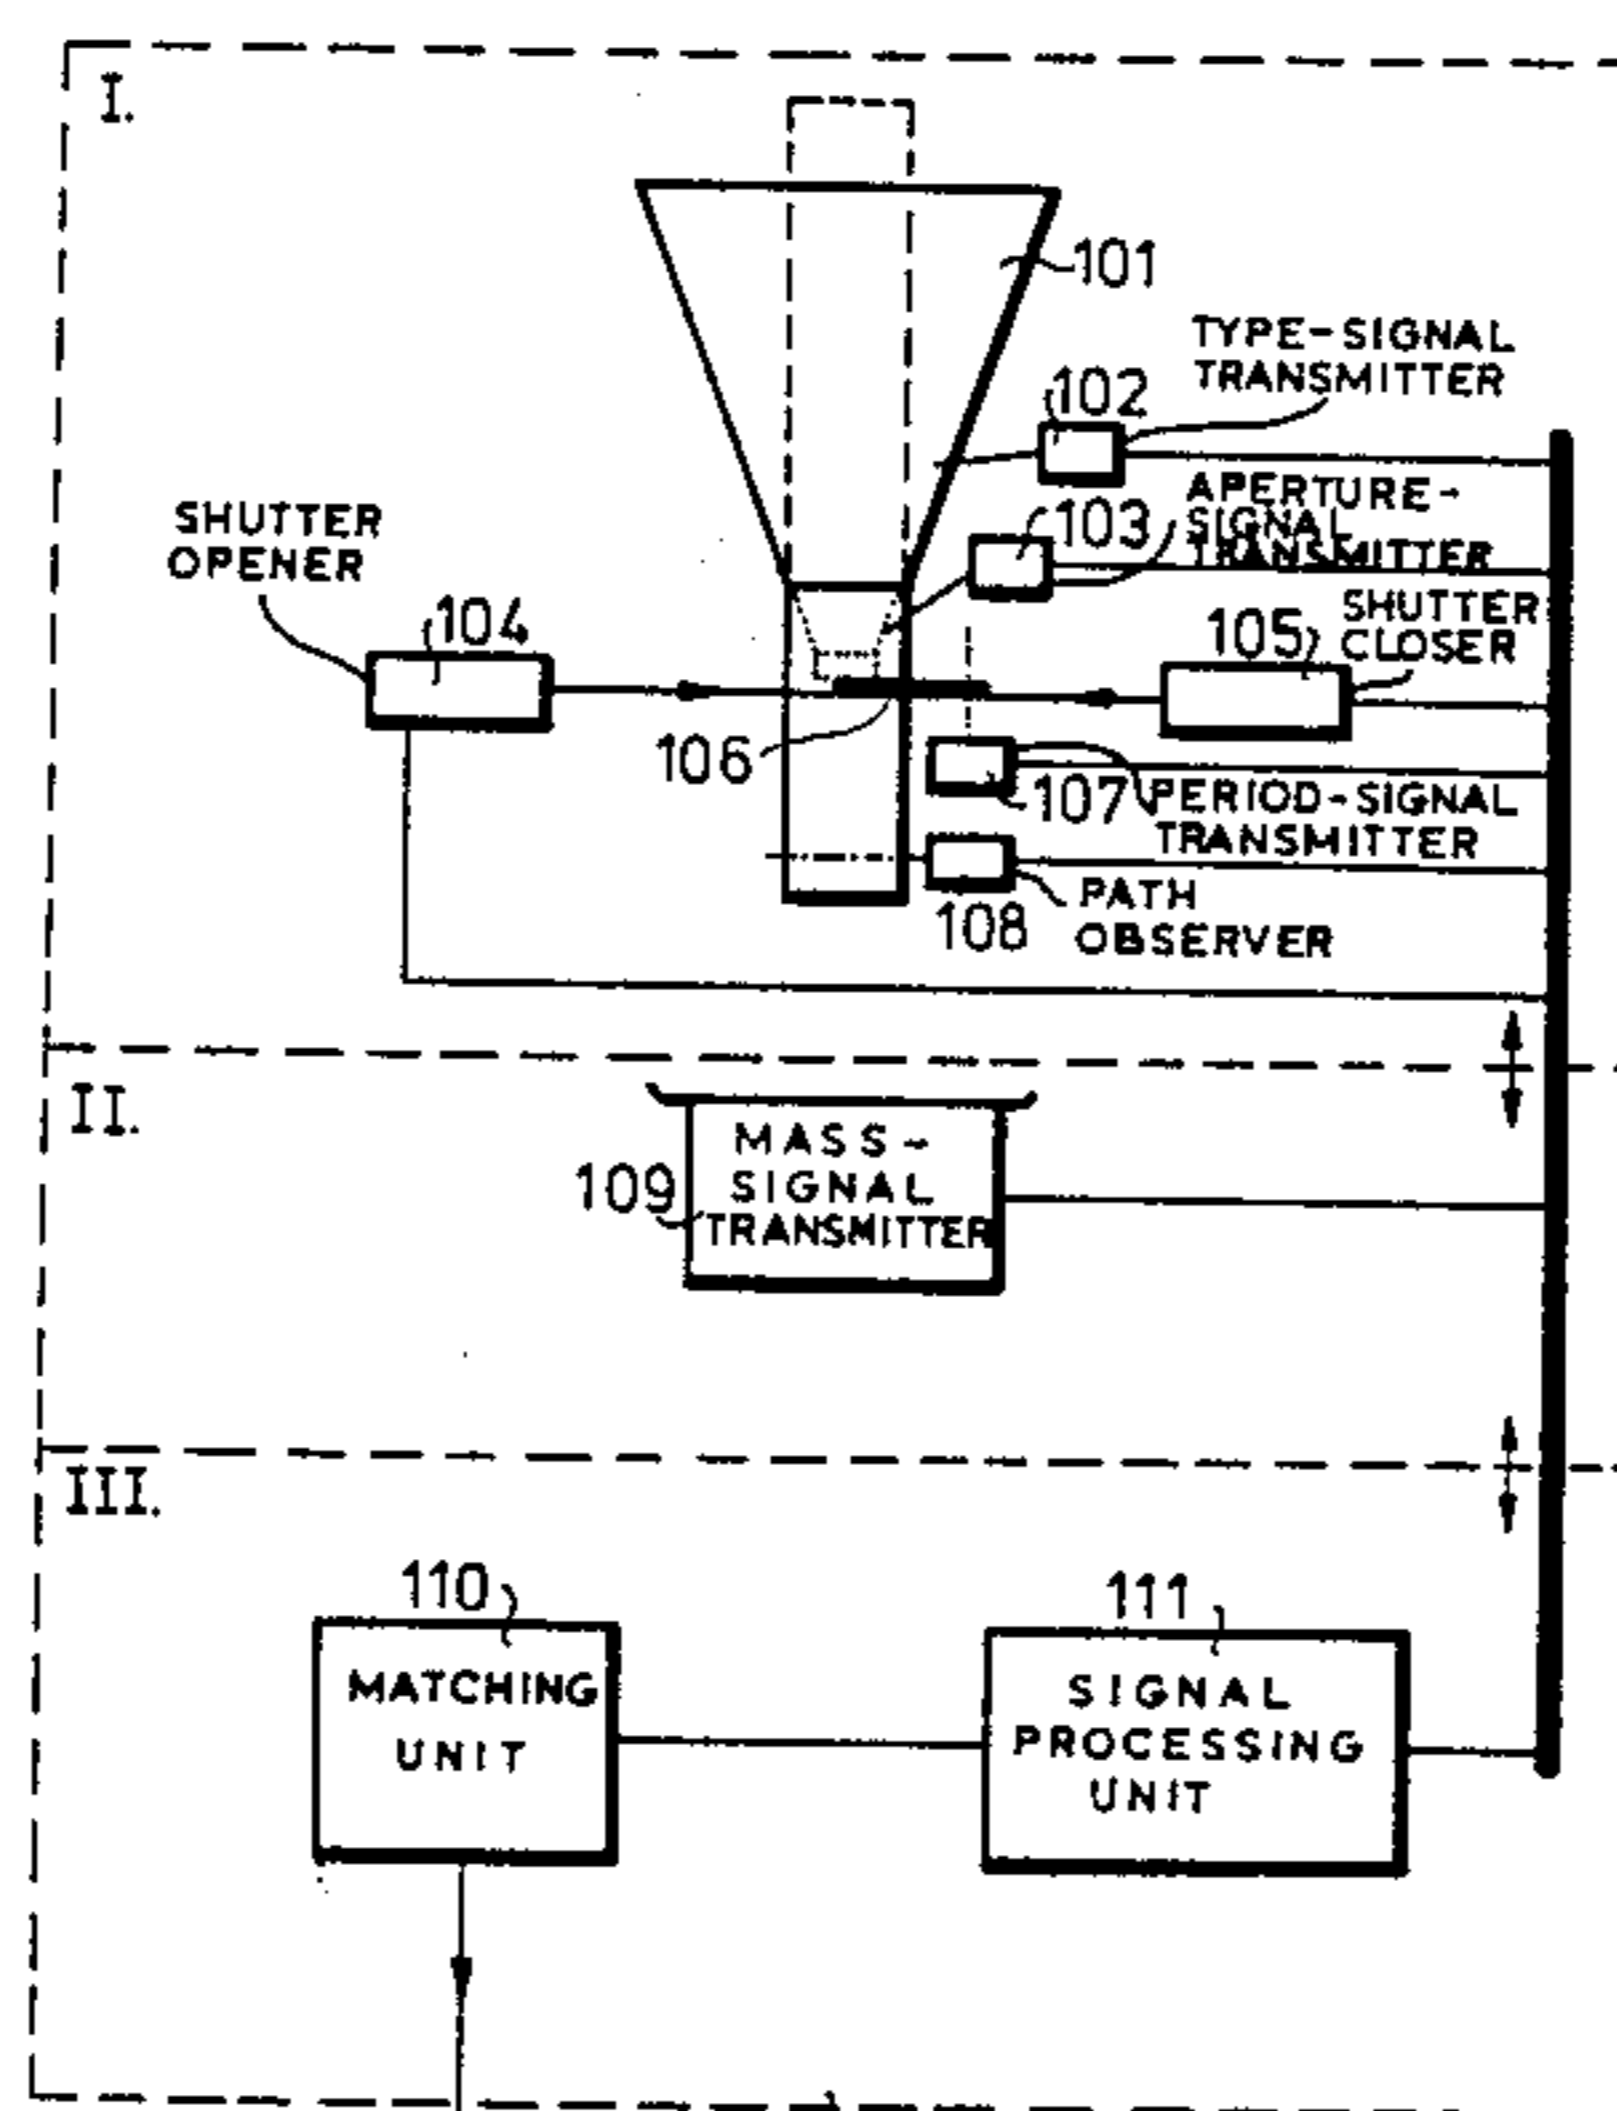 I.
101
TYPE-SIGNAL
TRANSMITTER
102
APERTURE-
SIGNAL
TRANSMITTER
103
SHUTTER
OPENER
104
SHUTTER
CLOSER
105
106
107
PERIOD-SIGNAL
TRANSMITTER
108
PATH
OBSERVER
II.
109
MASS-
SIGNAL
TRANSMITTER
III.
110
MATCHING
UNIT
111
SIGNAL
PROCESSING
UNIT